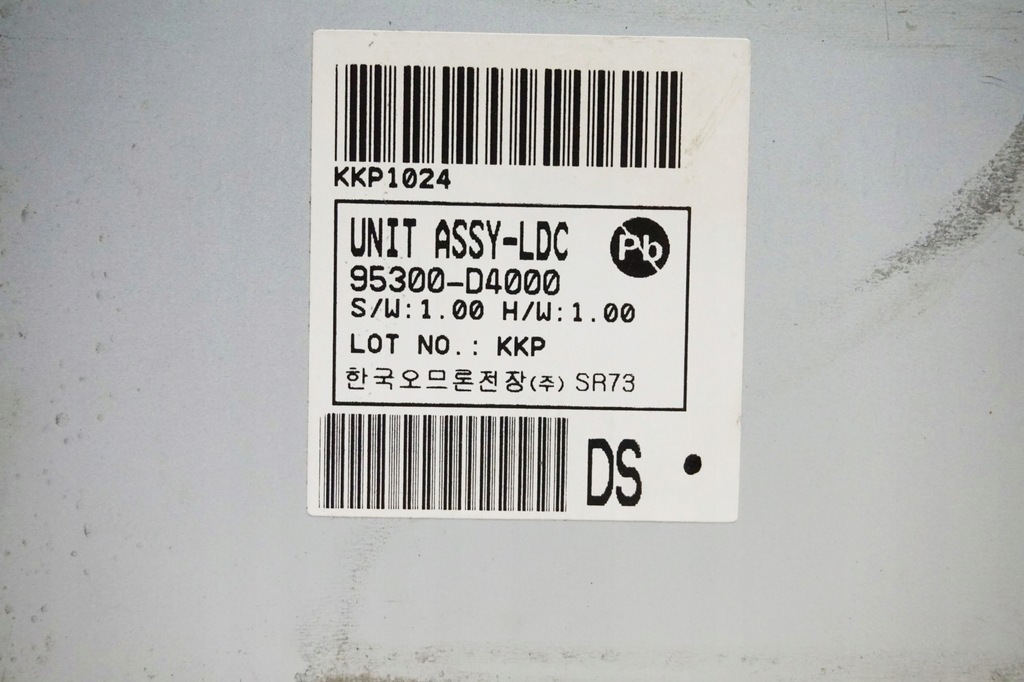 KKP1024
UNIT ASSY-LDC
Pb
95300-D4000
S/W:1.00 H/W:1.00
LOT NO.: KKP
한국오므론전장(주) SR73
DS